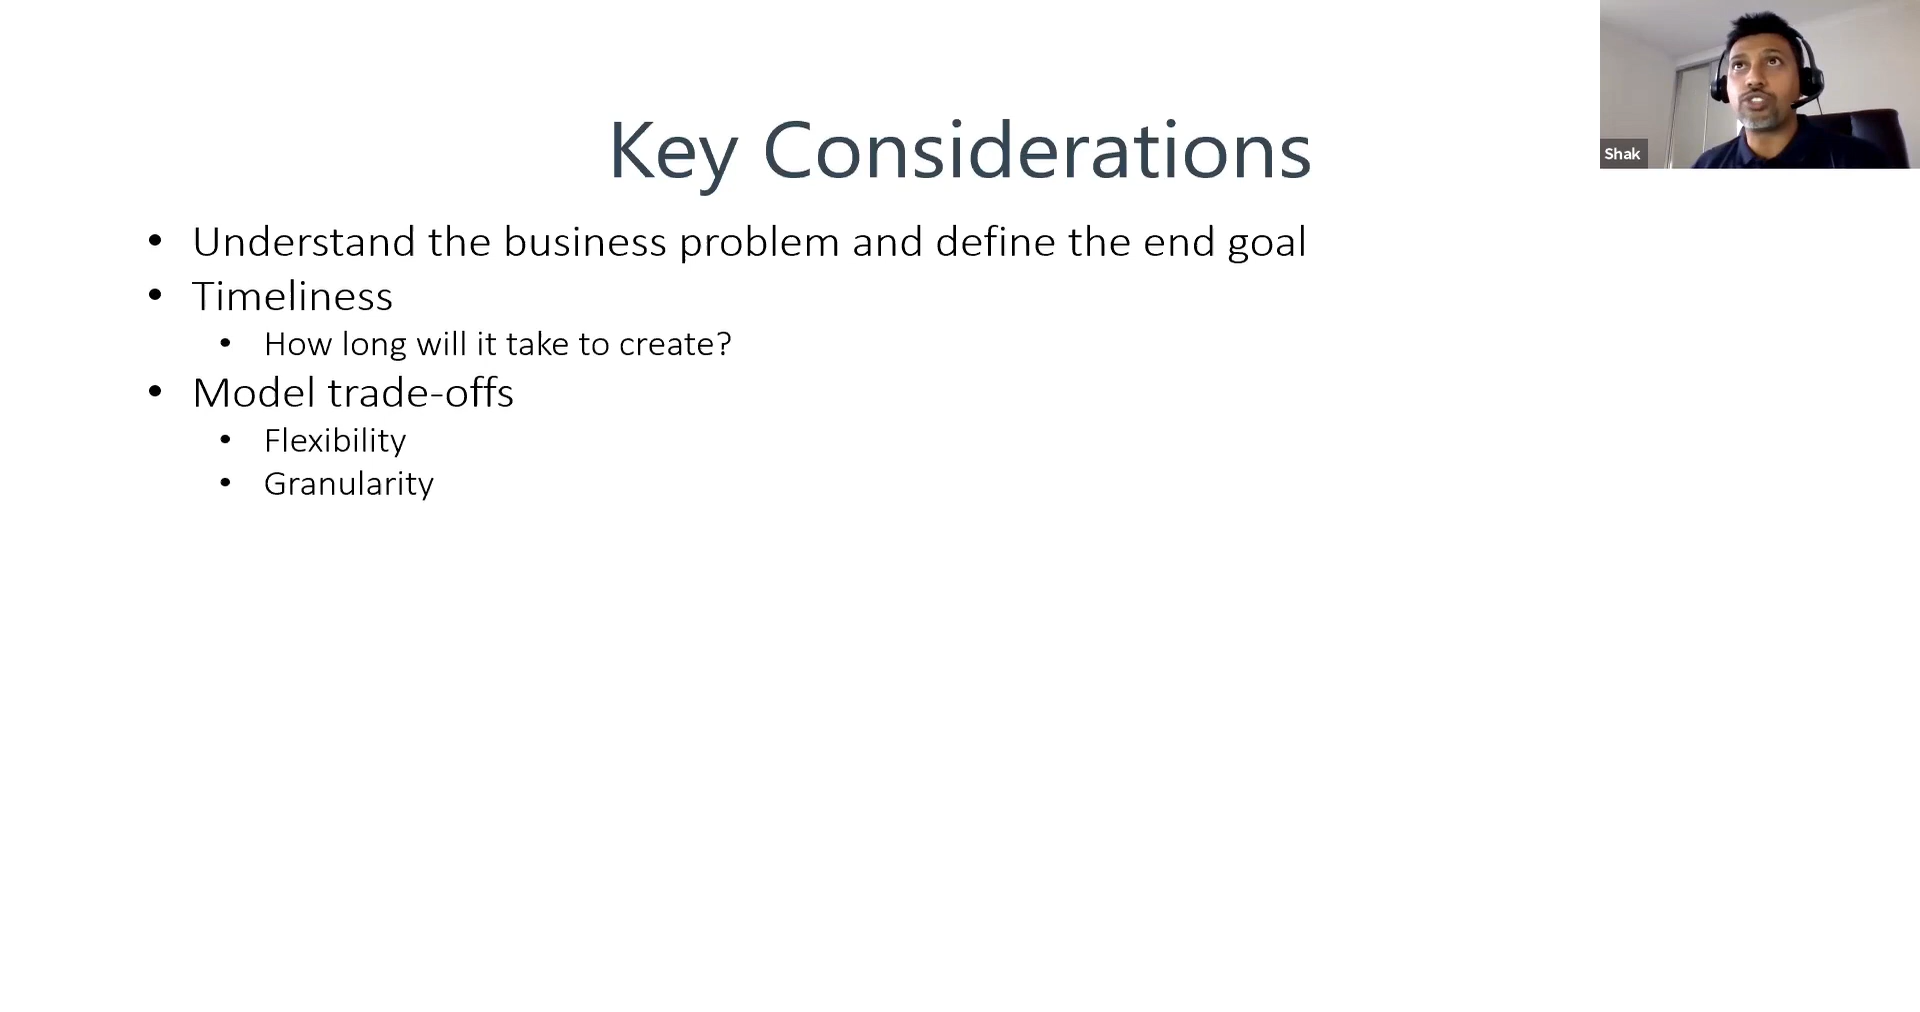 Key Considerations
• Understand the business problem and define the end goal
• Timeliness
• How long will it take to create?
• Model trade-offs
• Flexibility
• Granularity
Shak